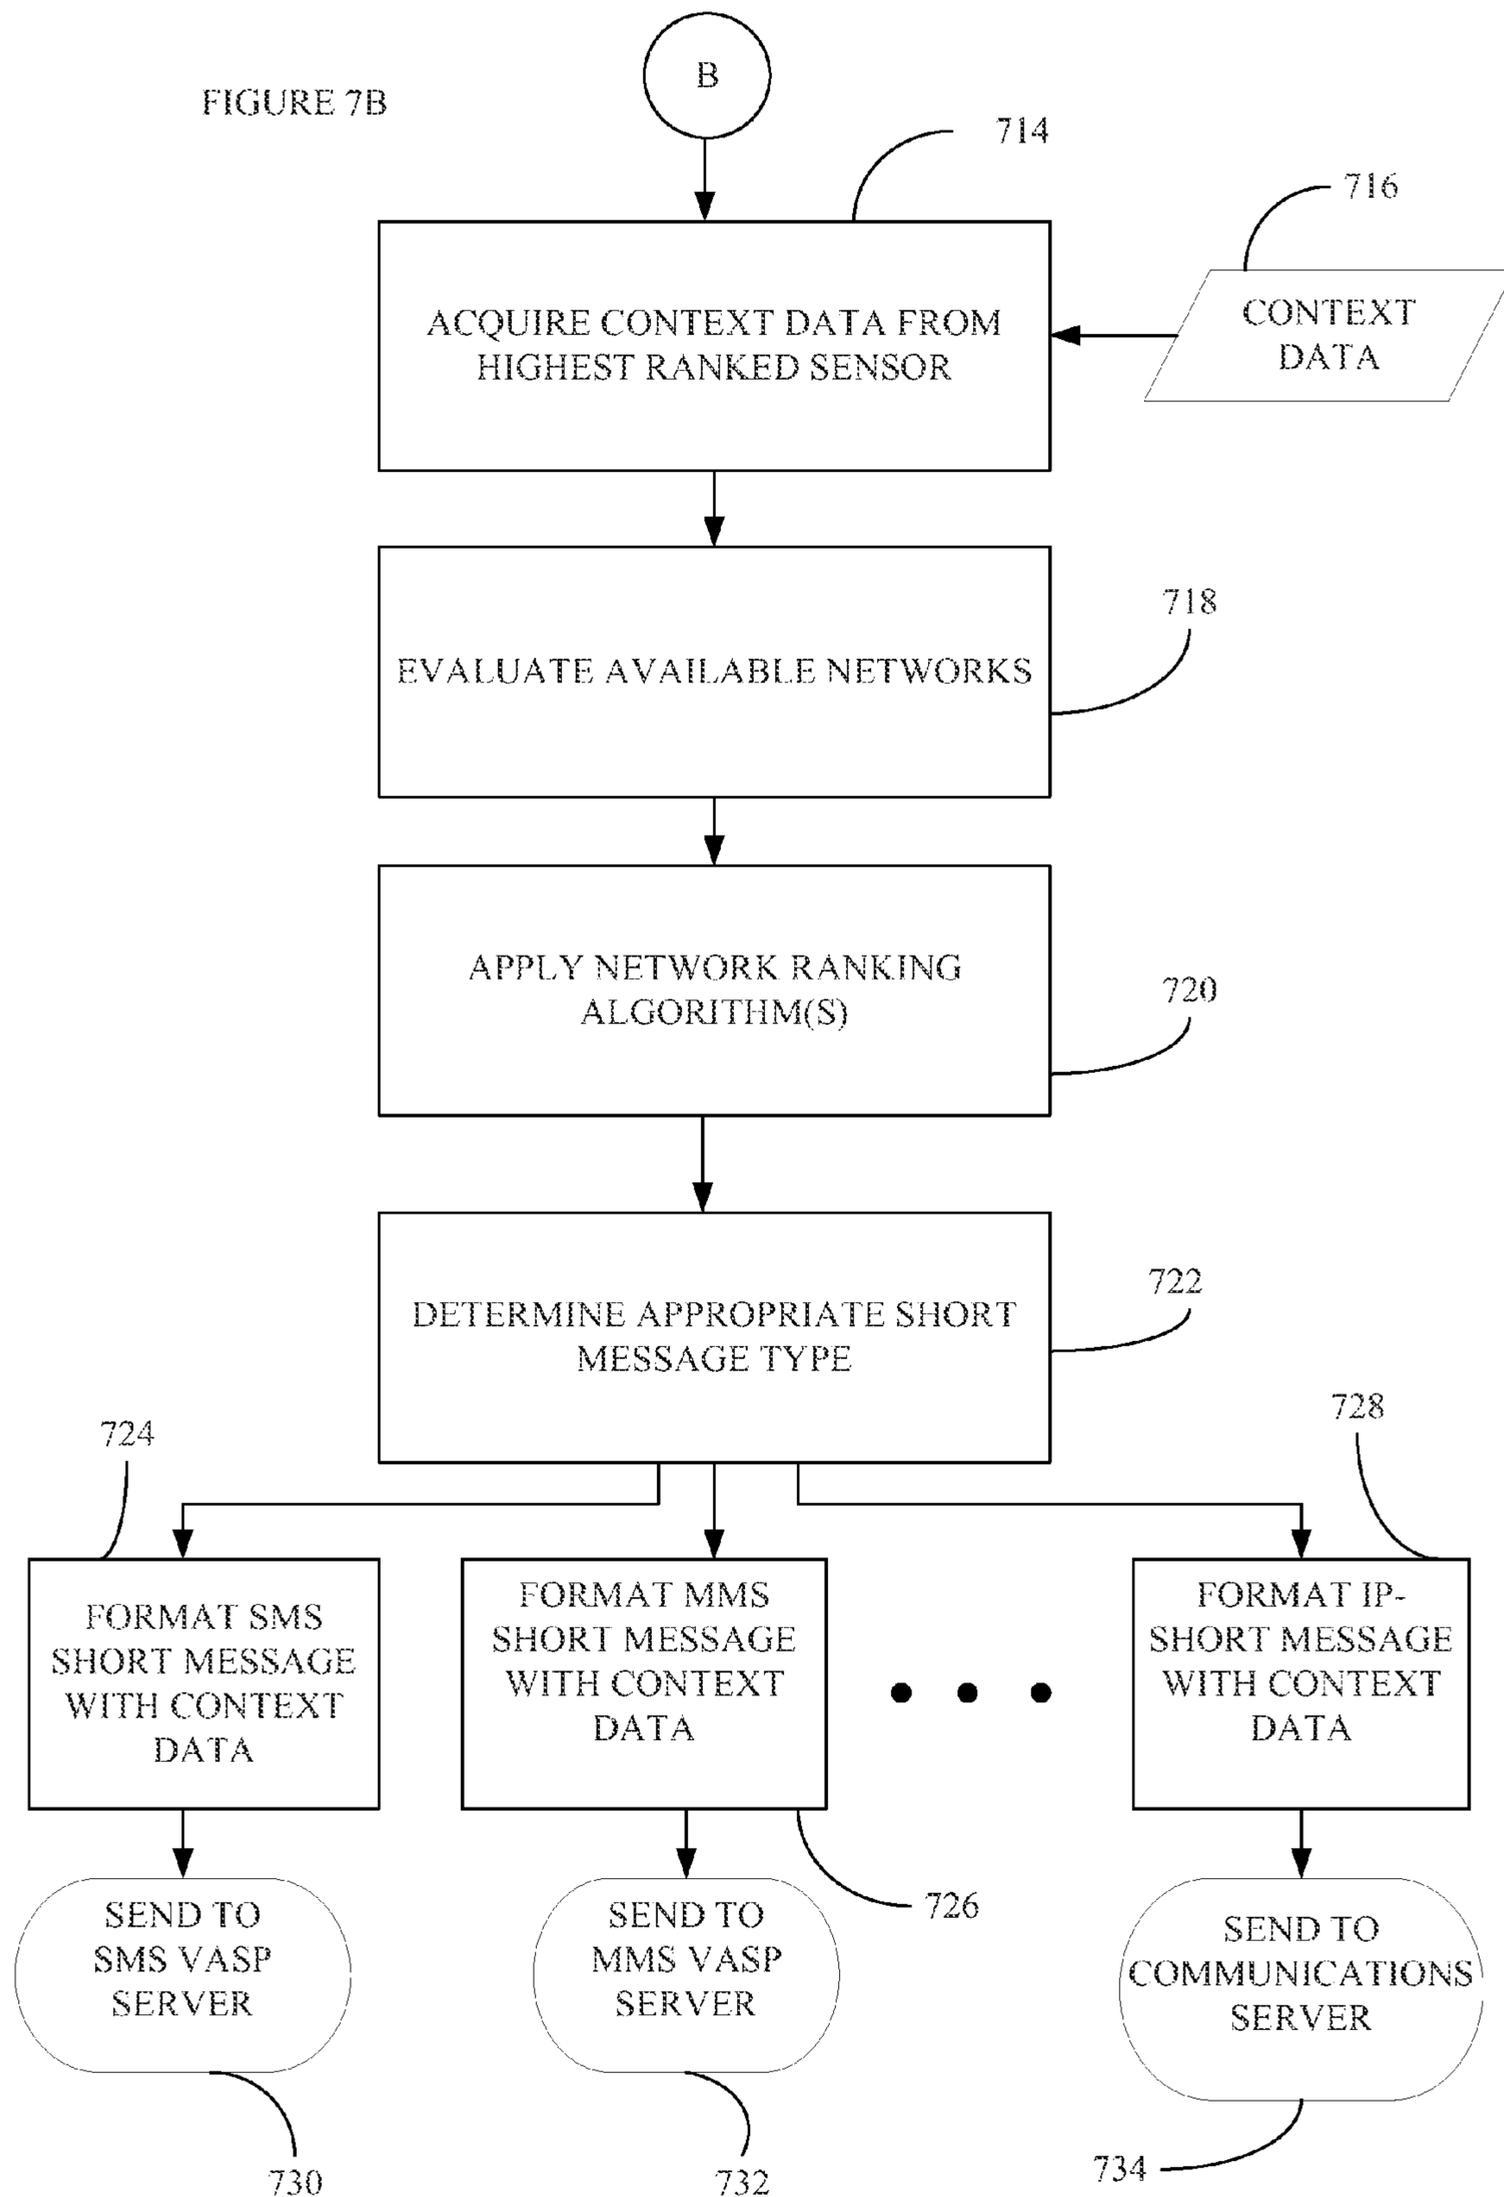 B
FIGURE 7B
714
716
ACQUIRE CONTEXT DATA FROM
HIGHEST RANKED SENSOR
CONTEXT
DATA
718
EVALUATE AVAILABLE NETWORKS
720
APPLY NETWORK RANKING
ALGORITHM(S)
722
DETERMINE APPROPRIATE SHORT
MESSAGE TYPE
724
728
FORMAT SMS
SHORT MESSAGE
WITH CONTEXT
DATA
FORMAT MMS
SHORT MESSAGE
WITH CONTEXT
DATA
FORMAT IP-
SHORT MESSAGE
WITH CONTEXT
DATA
726
SEND TO
SMS VASP
SERVER
SEND TO
MMS VASP
SERVER
SEND TO
COMMUNICATIONS
SERVER
730
732
734